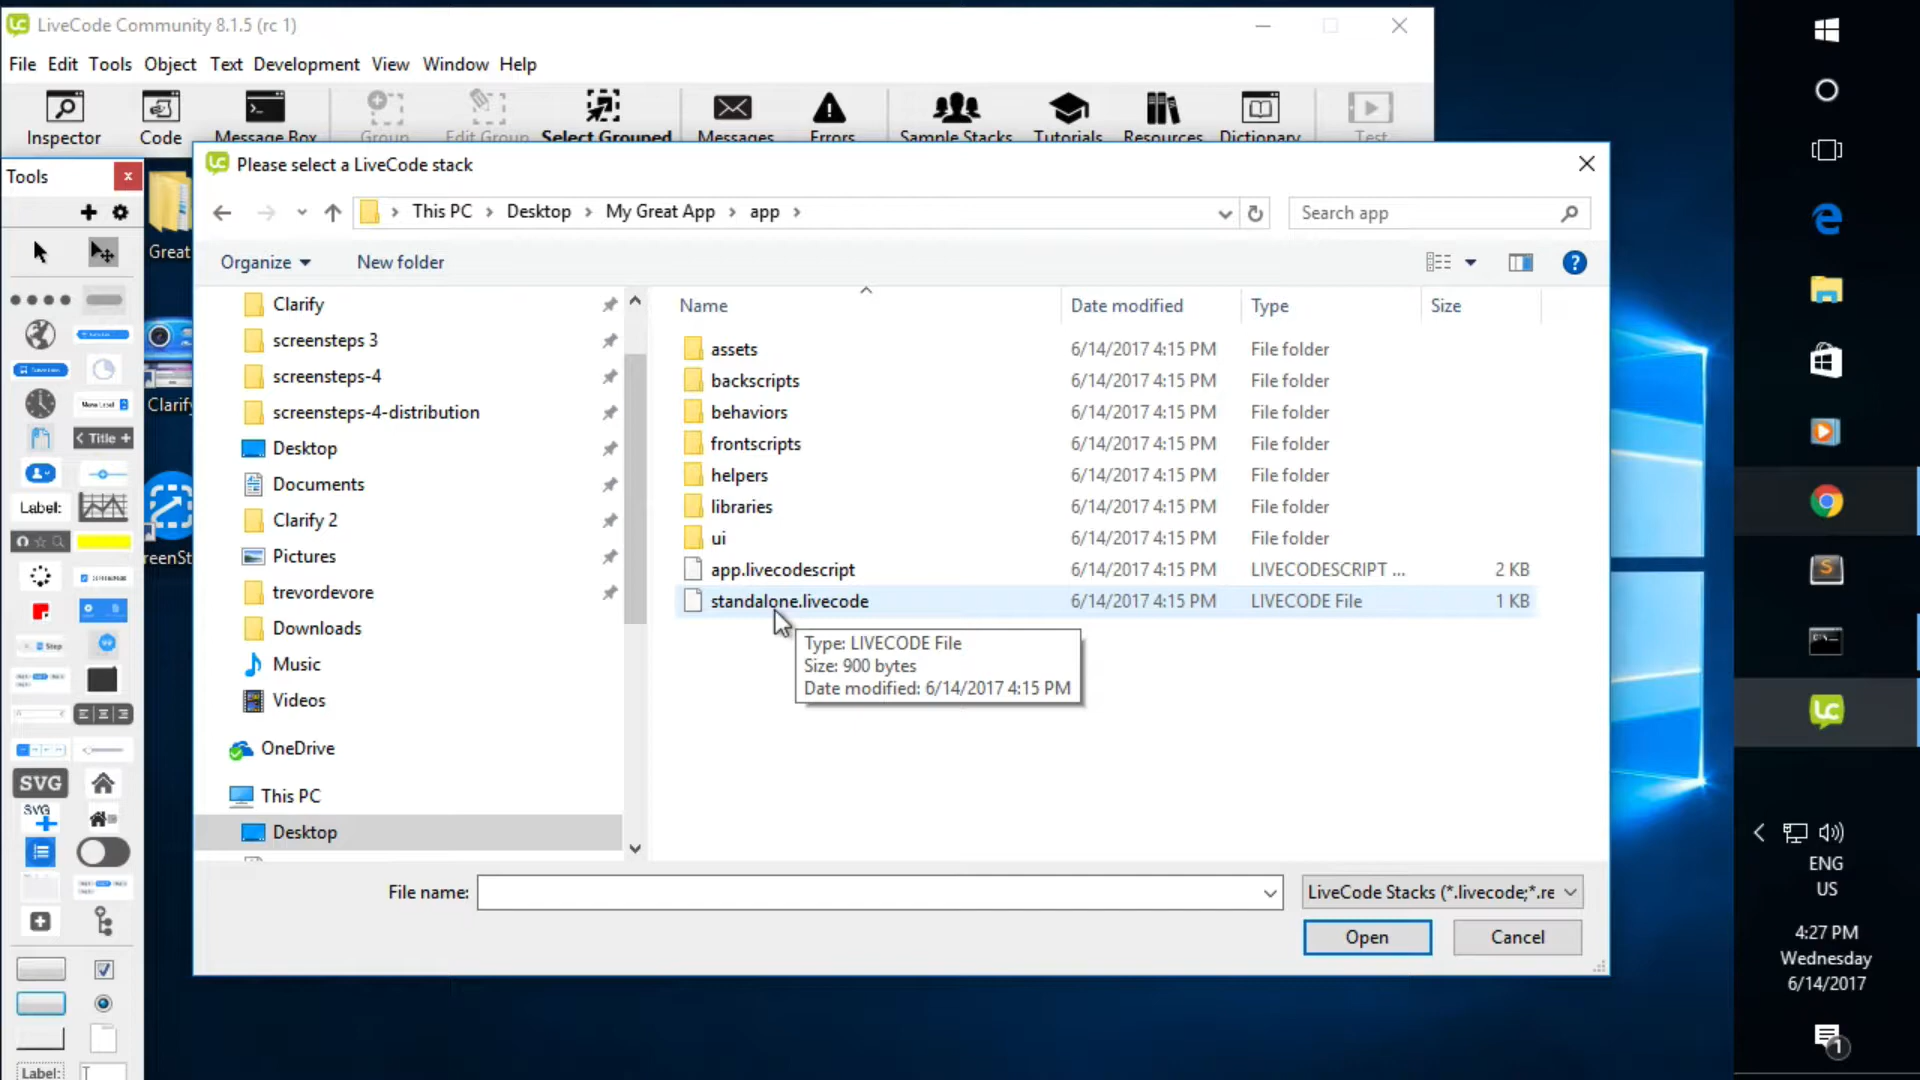 LiveCode Community 8.1.5 (rc 1)
File Edit Tools Object Text Development View Window Help
Inspector Code Message Box Group Edit Group Select Grouped Messages Errors Sample Stacks Tutorials Resources Dictionary Test
Tools
Please select a LiveCode stack
This PC Desktop My Great App app
Search app
Organize New folder
Great
Clarify
Label:
Title
SVG
SVG
Label:
Clarify
screensteps 3
screensteps-4
screensteps-4-distribution
Desktop
Documents
Clarify 2
Pictures
trevordevore
Downloads
Music
Videos
OneDrive
This PC
Desktop
Name Date modified Type Size
assets 6/14/2017 4:15 PM File folder
backscripts 6/14/2017 4:15 PM File folder
behaviors 6/14/2017 4:15 PM File folder
frontscripts 6/14/2017 4:15 PM File folder
helpers 6/14/2017 4:15 PM File folder
libraries 6/14/2017 4:15 PM File folder
ui 6/14/2017 4:15 PM File folder
app.livecodescript 6/14/2017 4:15 PM LIVECODESCRIPT ... 2 KB
standalone.livecode 6/14/2017 4:15 PM LIVECODE File 1 KB
Type: LIVECODE File
Size: 900 bytes
Date modified: 6/14/2017 4:15 PM
File name:
LiveCode Stacks (*.livecode;*.re
Open Cancel
ENG
US
4:27 PM
Wednesday
6/14/2017
1